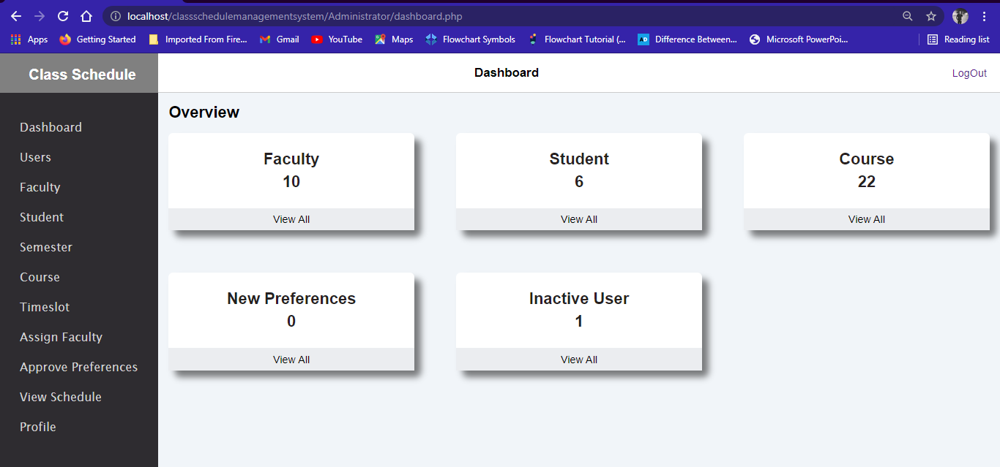 localhost/classschedulemanagementsystem/Administrator/dashboard.php
Apps Getting Started Imported From Fire... Gmail YouTube Maps Flowchart Symbols Flowchart Tutorial (... Difference Between... Microsoft PowerPoi... Reading list
Class Schedule
Dashboard
LogOut
Dashboard
Users
Faculty
Student
Semester
Course
Timeslot
Assign Faculty
Approve Preferences
View Schedule
Profile
Overview
Faculty
10
View All
Student
6
View All
Course
22
View All
New Preferences
0
View All
Inactive User
1
View All